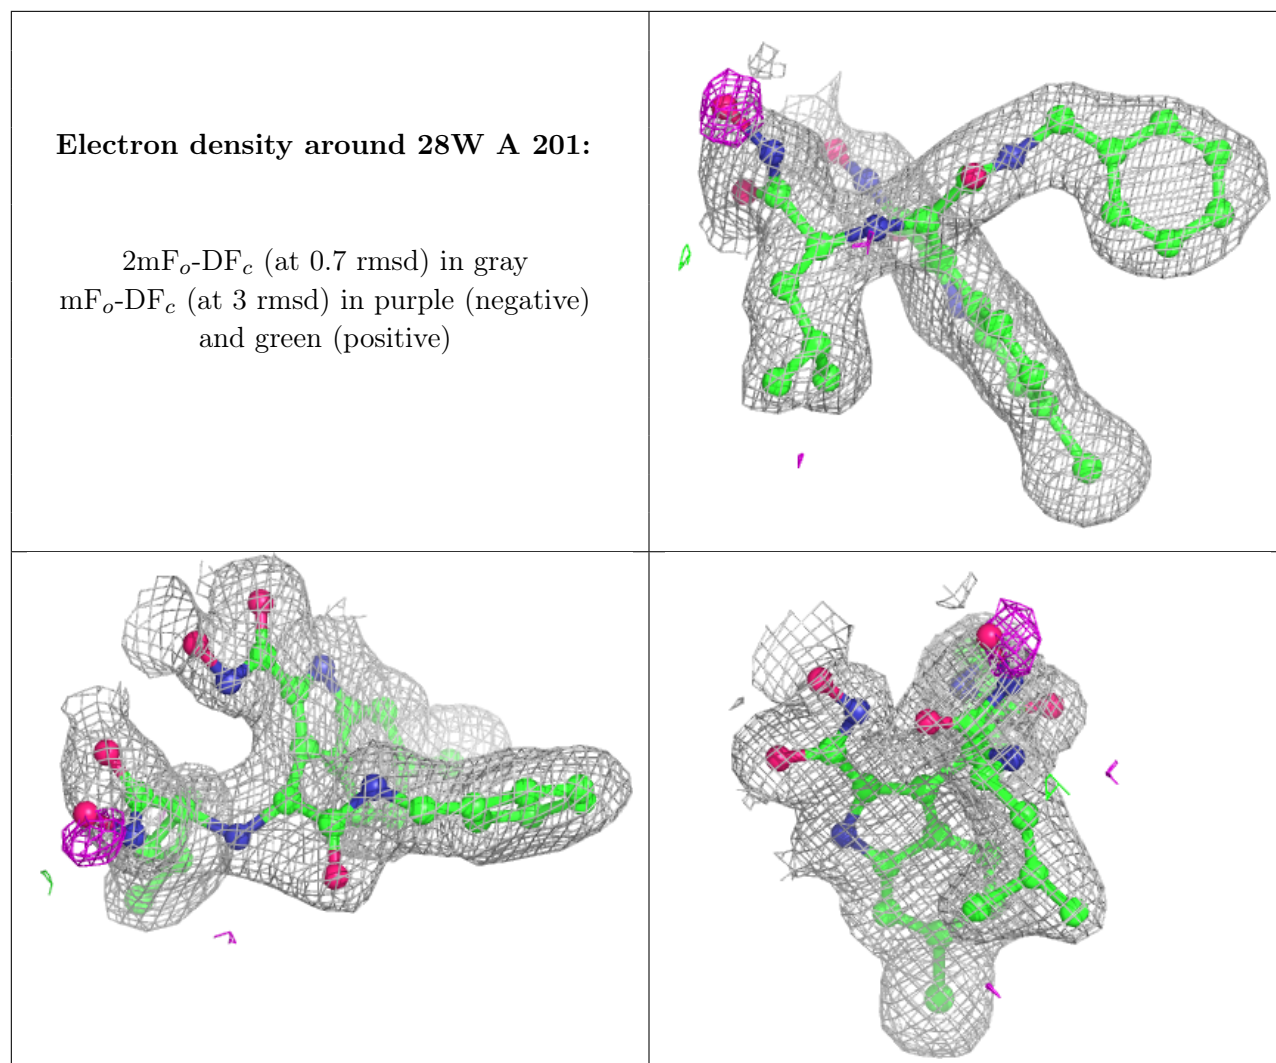 Electron density around 28W A 201:
2mFo-DFc (at 0.7 rmsd) in gray
mFo-DFc (at 3 rmsd) in purple (negative)
and green (positive)